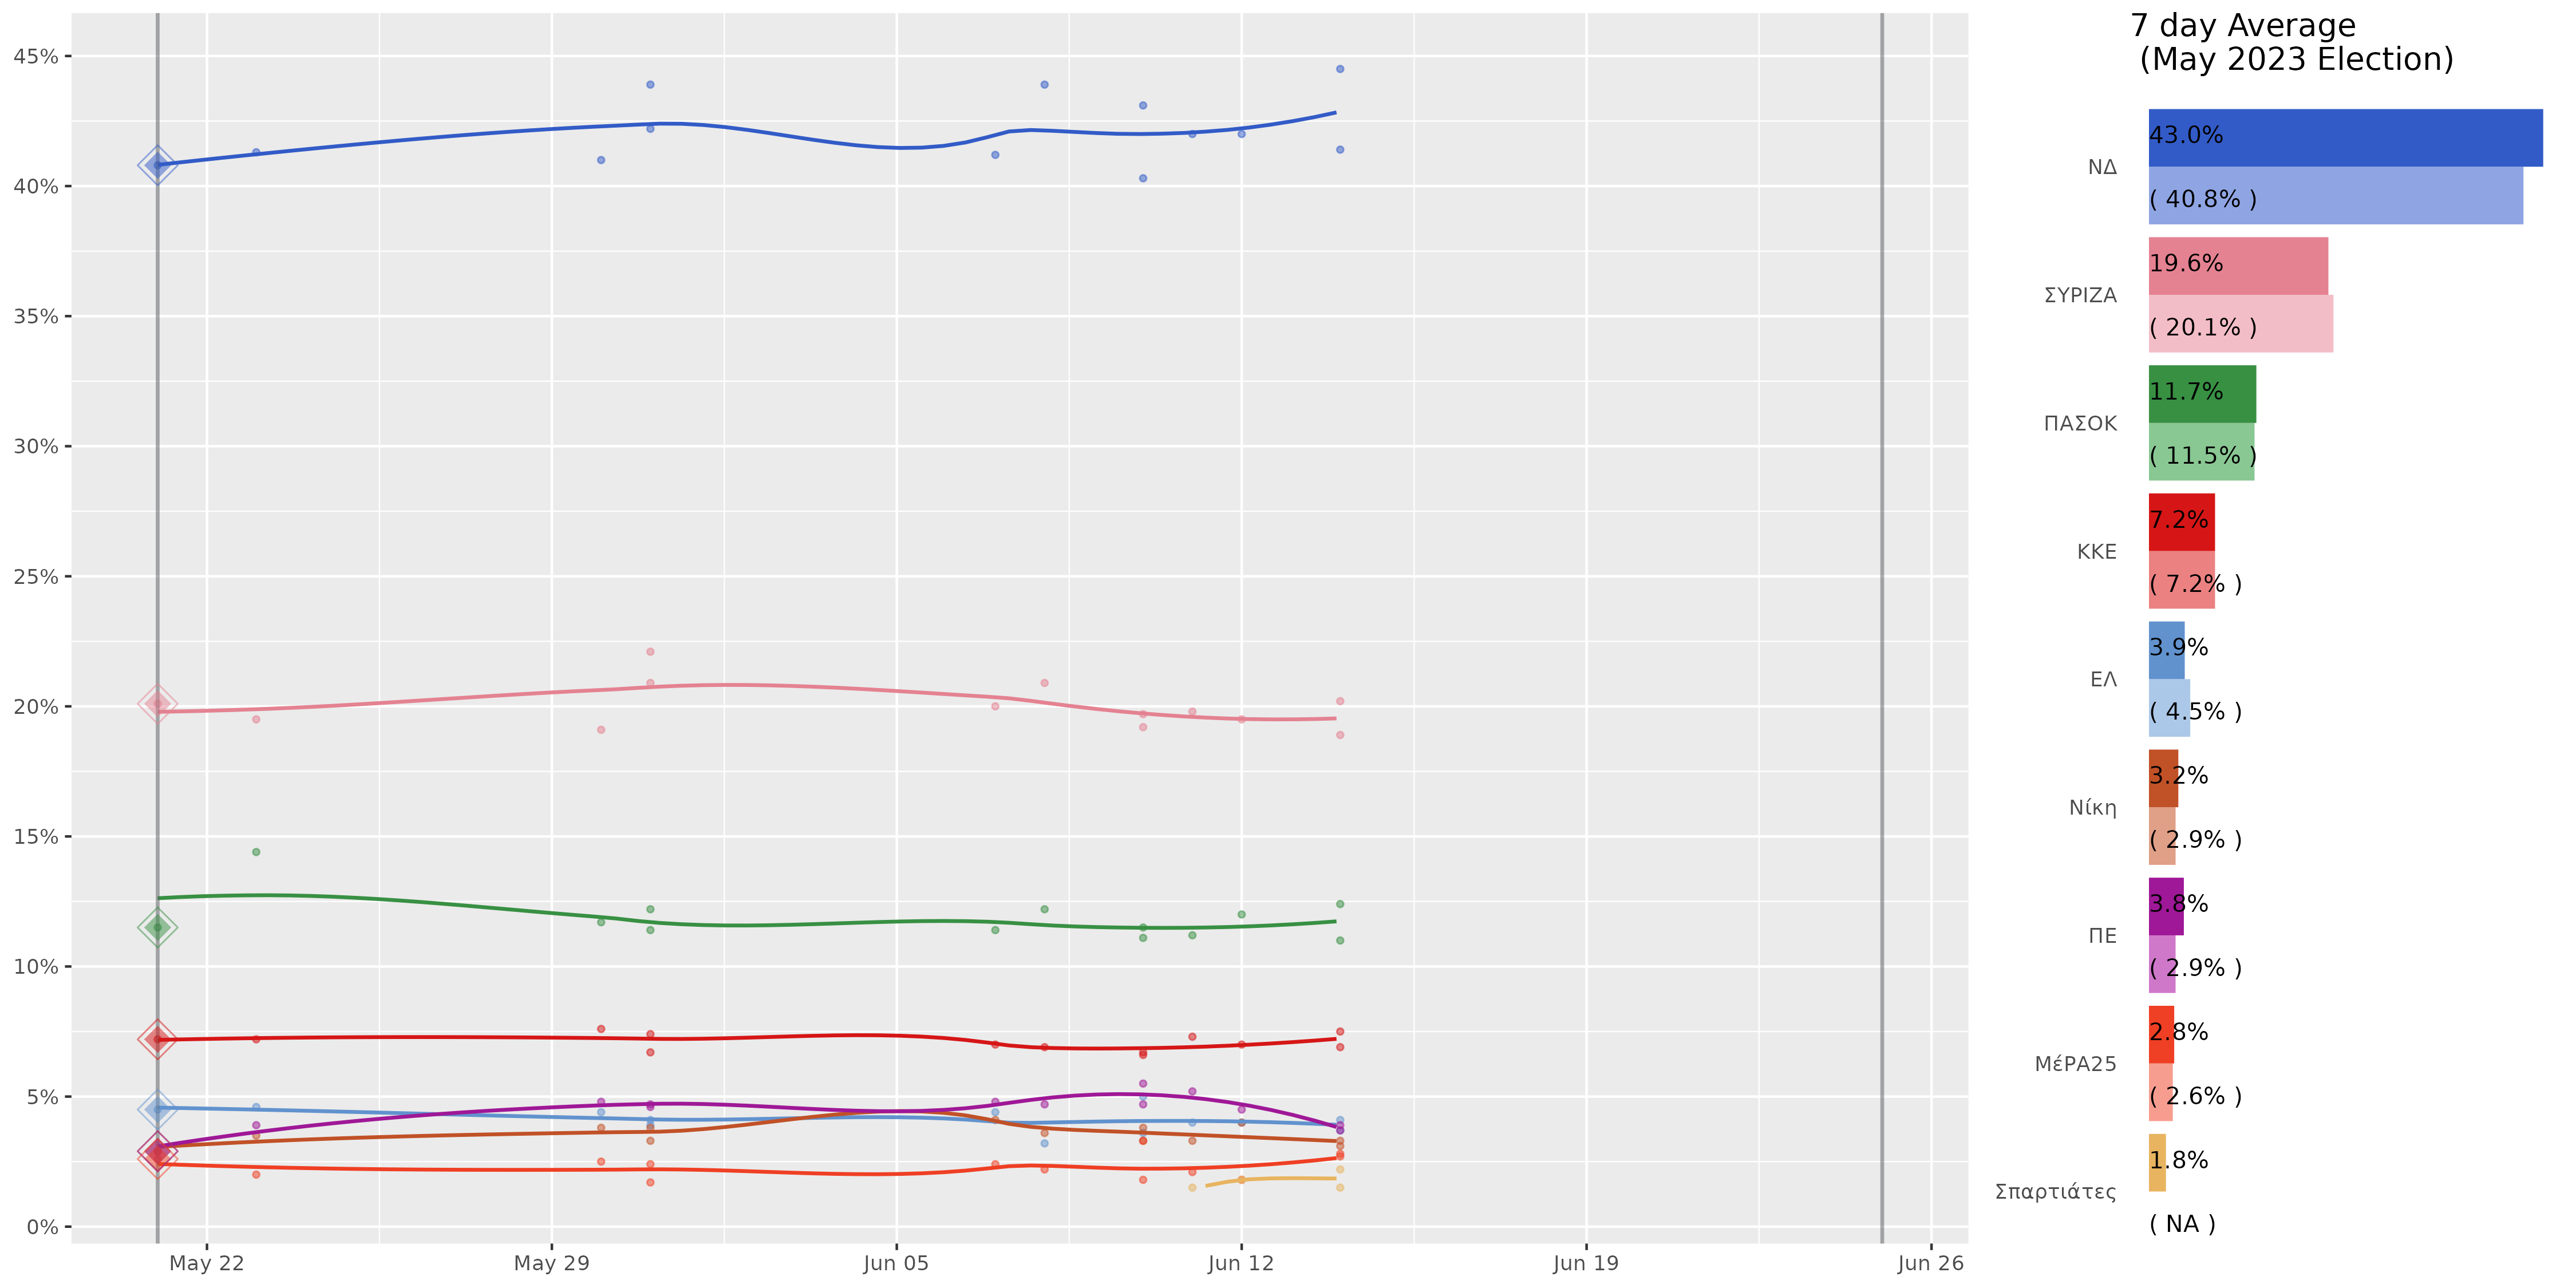 7 day Average
(May 2023 Election)
45%
40%
35%
30%
25%
20%
15%
10%
5%
0%
May 22
May 29
Jun 05
Jun 12
Jun 19
Jun 26
ΝΔ
43.0%
( 40.8% )
ΣΥΡΙΖΑ
19.6%
( 20.1% )
ΠΑΣΟΚ
11.7%
( 11.5% )
ΚΚΕ
7.2%
( 7.2% )
ΕΛ
3.9%
( 4.5% )
Νίκη
3.2%
( 2.9% )
ΠΕ
3.8%
( 2.9% )
ΜέΡΑ25
2.8%
( 2.6% )
Σπαρτιάτες
1.8%
( NA )